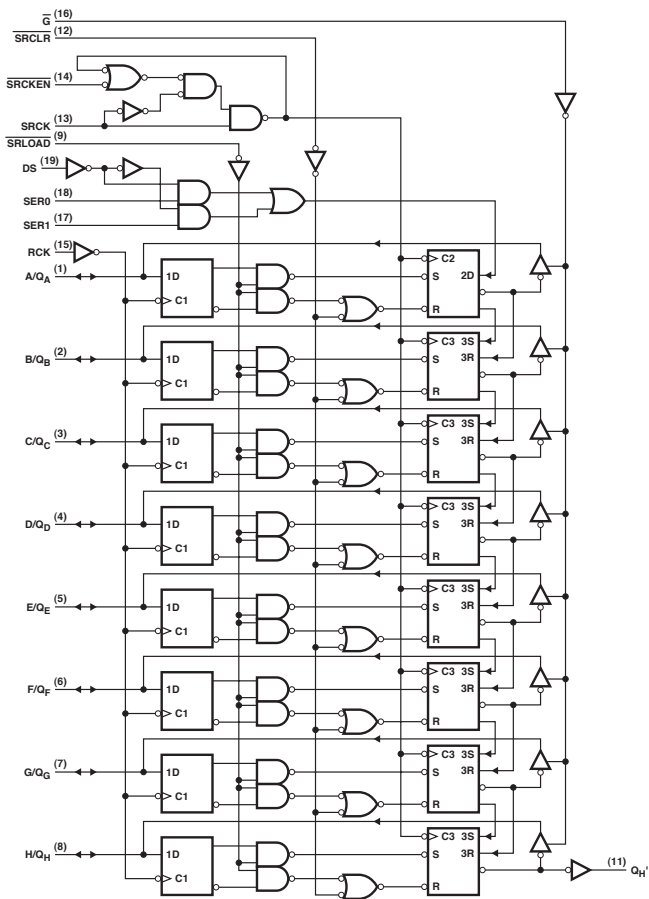 G (16)
SRCLR (12)
SRCKEN (14)
SRCK (13)
SRLOAD (9)
DS (19)
SER0 (18)
SER1 (17)
RCK (15)
A/QA (1) 1D C1 C2 2D S R
B/QB (2) 1D C1 C3 3S 3R S R
C/QC (3) 1D C1 C3 3S 3R S R
D/QD (4) 1D C1 C3 3S 3R S R
E/QE (5) 1D C1 C3 3S 3R S R
F/QF (6) 1D C1 C3 3S 3R S R
G/QG (7) 1D C1 C3 3S 3R S R
H/QH (8) 1D C1 C3 3S 3R S R
(11) QH'